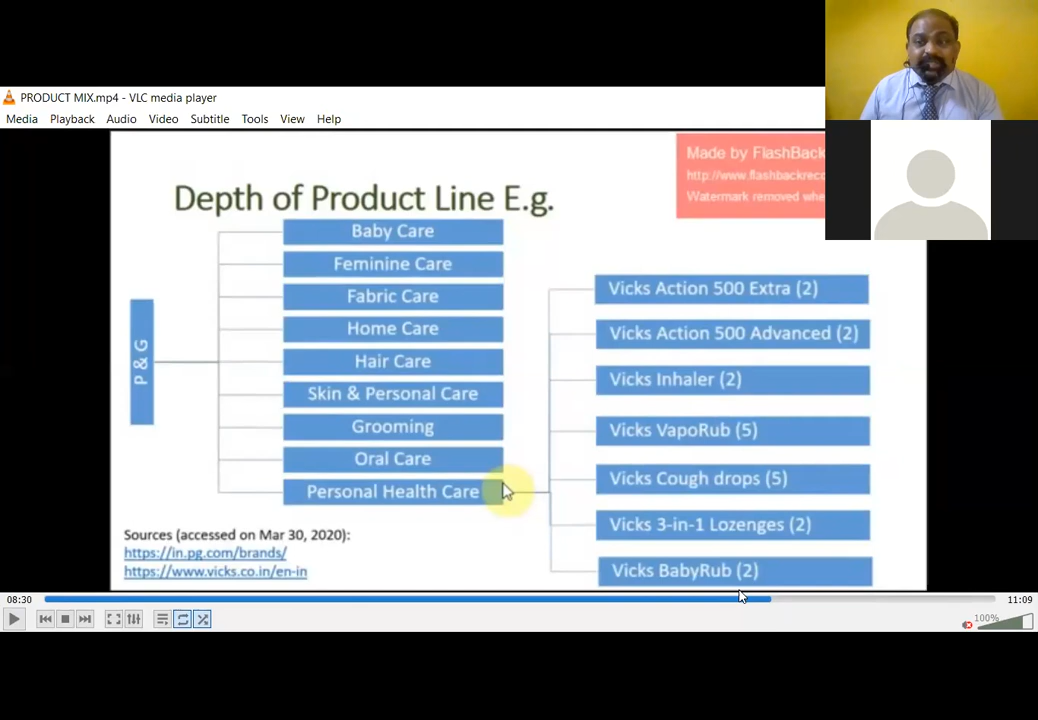 PRODUCT MIX.mp4 - VLC media player
Media Playback Audio Video Subtitle Tools View Help
Made by FlashBack
http://www.flashbackreco
Watermark removed whe
Depth of Product Line E.g.
P & G
Baby Care
Feminine Care
Fabric Care
Home Care
Hair Care
Skin & Personal Care
Grooming
Oral Care
Personal Health Care
Vicks Action 500 Extra (2)
Vicks Action 500 Advanced (2)
Vicks Inhaler (2)
Vicks VapoRub (5)
Vicks Cough drops (5)
Vicks 3-in-1 Lozenges (2)
Vicks BabyRub (2)
Sources (accessed on Mar 30, 2020):
https://in.pg.com/brands/
https://www.vicks.co.in/en-in
08:30
11:09
100%